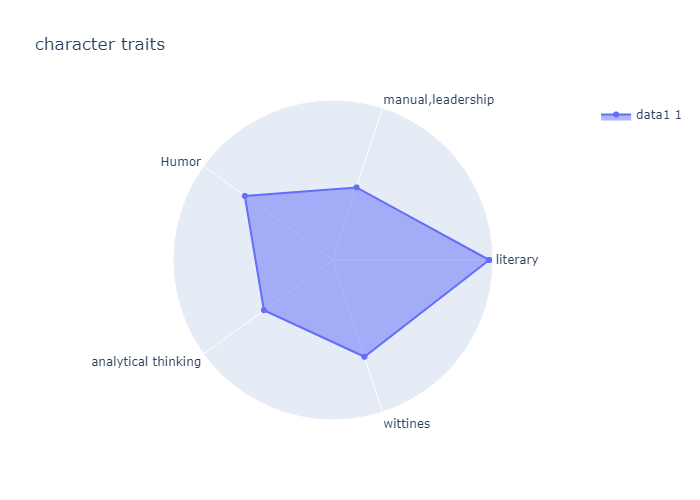 character traits
manual,leadership
data1 1
Humor
literary
analytical thinking
wittines